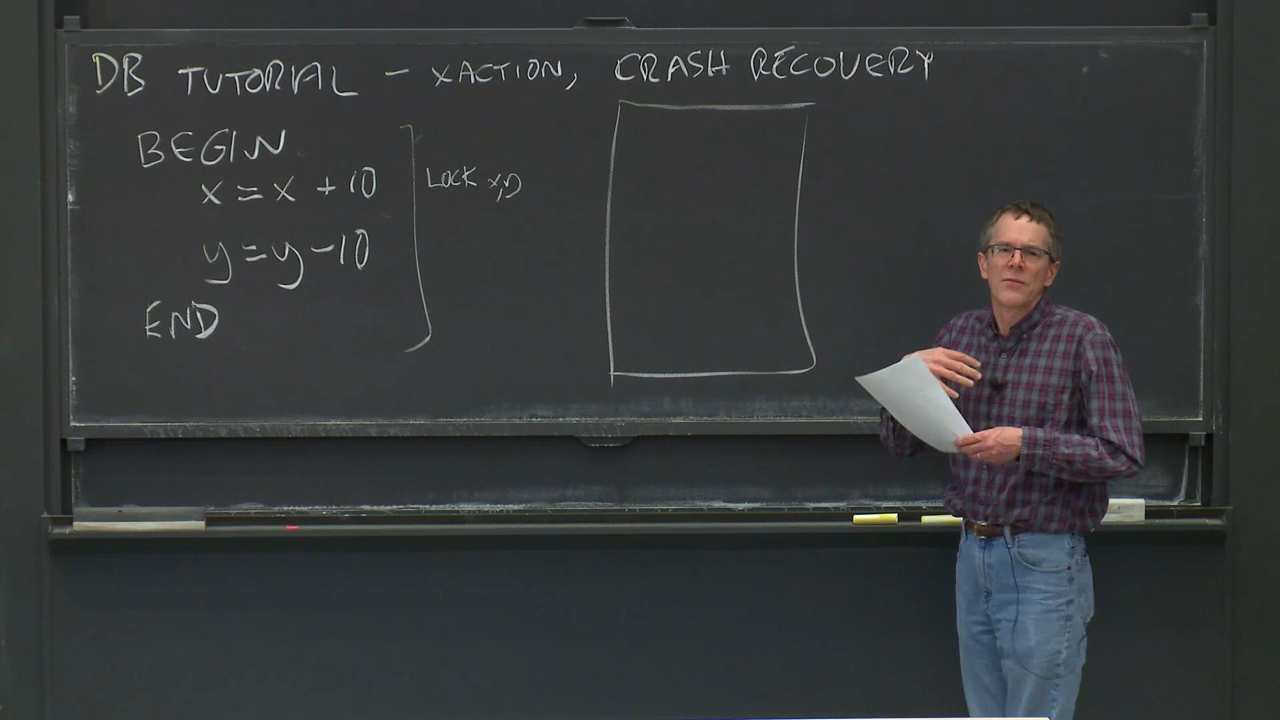 DB TUTORIAL - XACTION, CRASH RECOVERY
BEGIN
x = x + 10
LOCK x,y
y = y - 10
END